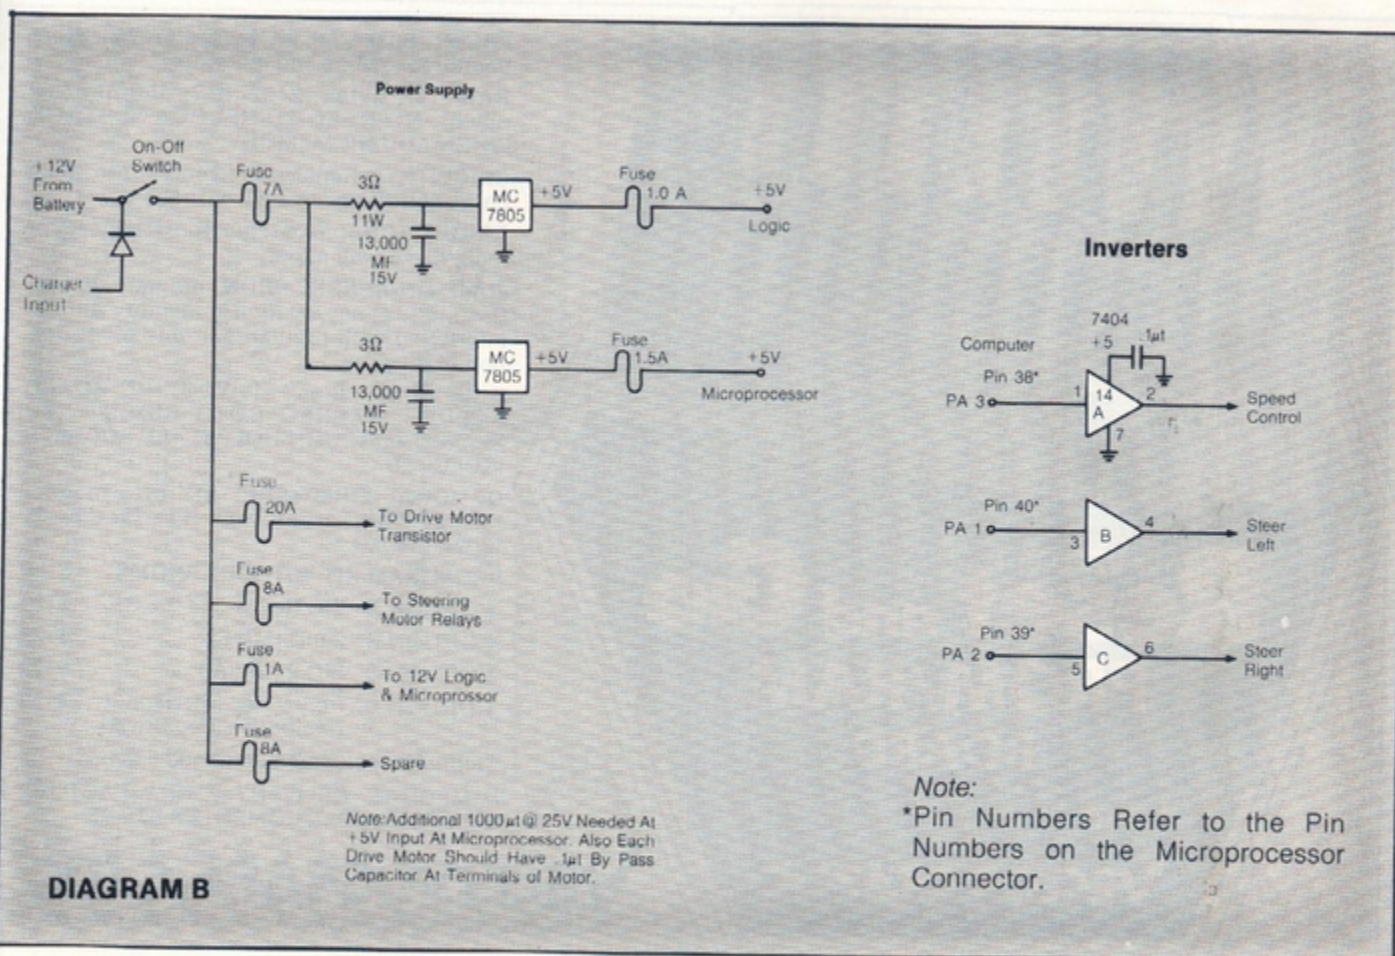 Power Supply
+12V
From
Battery
On-Off
Switch
Charger
Input
Fuse
7A
3Ω
11W
13,000
MF
15V
MC
7805
+5V
Fuse
1.0 A
+5V
Logic
3Ω
13,000
MF
15V
MC
7805
+5V
Fuse
1.5A
+5V
Microprocessor
Fuse
20A
To Drive Motor
Transistor
Fuse
8A
To Steering
Motor Relays
Fuse
1A
To 12V Logic
& Microprossor
Fuse
8A
Spare
Note: Additional 1000µt @ 25V Needed At
+5V Input At Microprocessor. Also Each
Drive Motor Should Have .1µt By Pass
Capacitor At Terminals of Motor.
DIAGRAM B
Inverters
7404
+5
.1µt
Computer
Pin 38*
PA 3
1
14
A
2
7
Speed
Control
Pin 40*
PA 1
3
B
4
Steer
Left
Pin 39*
PA 2
5
C
6
Steer
Right
Note:
*Pin Numbers Refer to the Pin
Numbers on the Microprocessor
Connector.